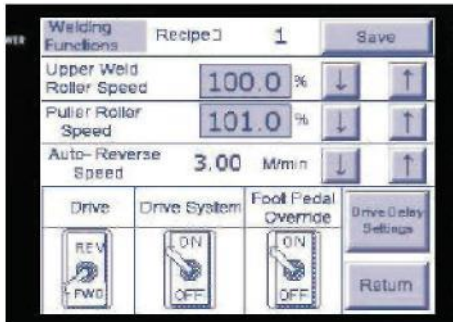 Welding Functions Recipe 1 Save
Upper Weld Roller Speed 100.0 % ↓ ↑
Puller Roller Speed 101.0 % ↓ ↑
Auto-Reverse Speed 3.00 M/min ↓ ↑
Drive Drive System Foot Pedal Override Drive Delay Settings
REV ON ON
FWD OFF OFF Return